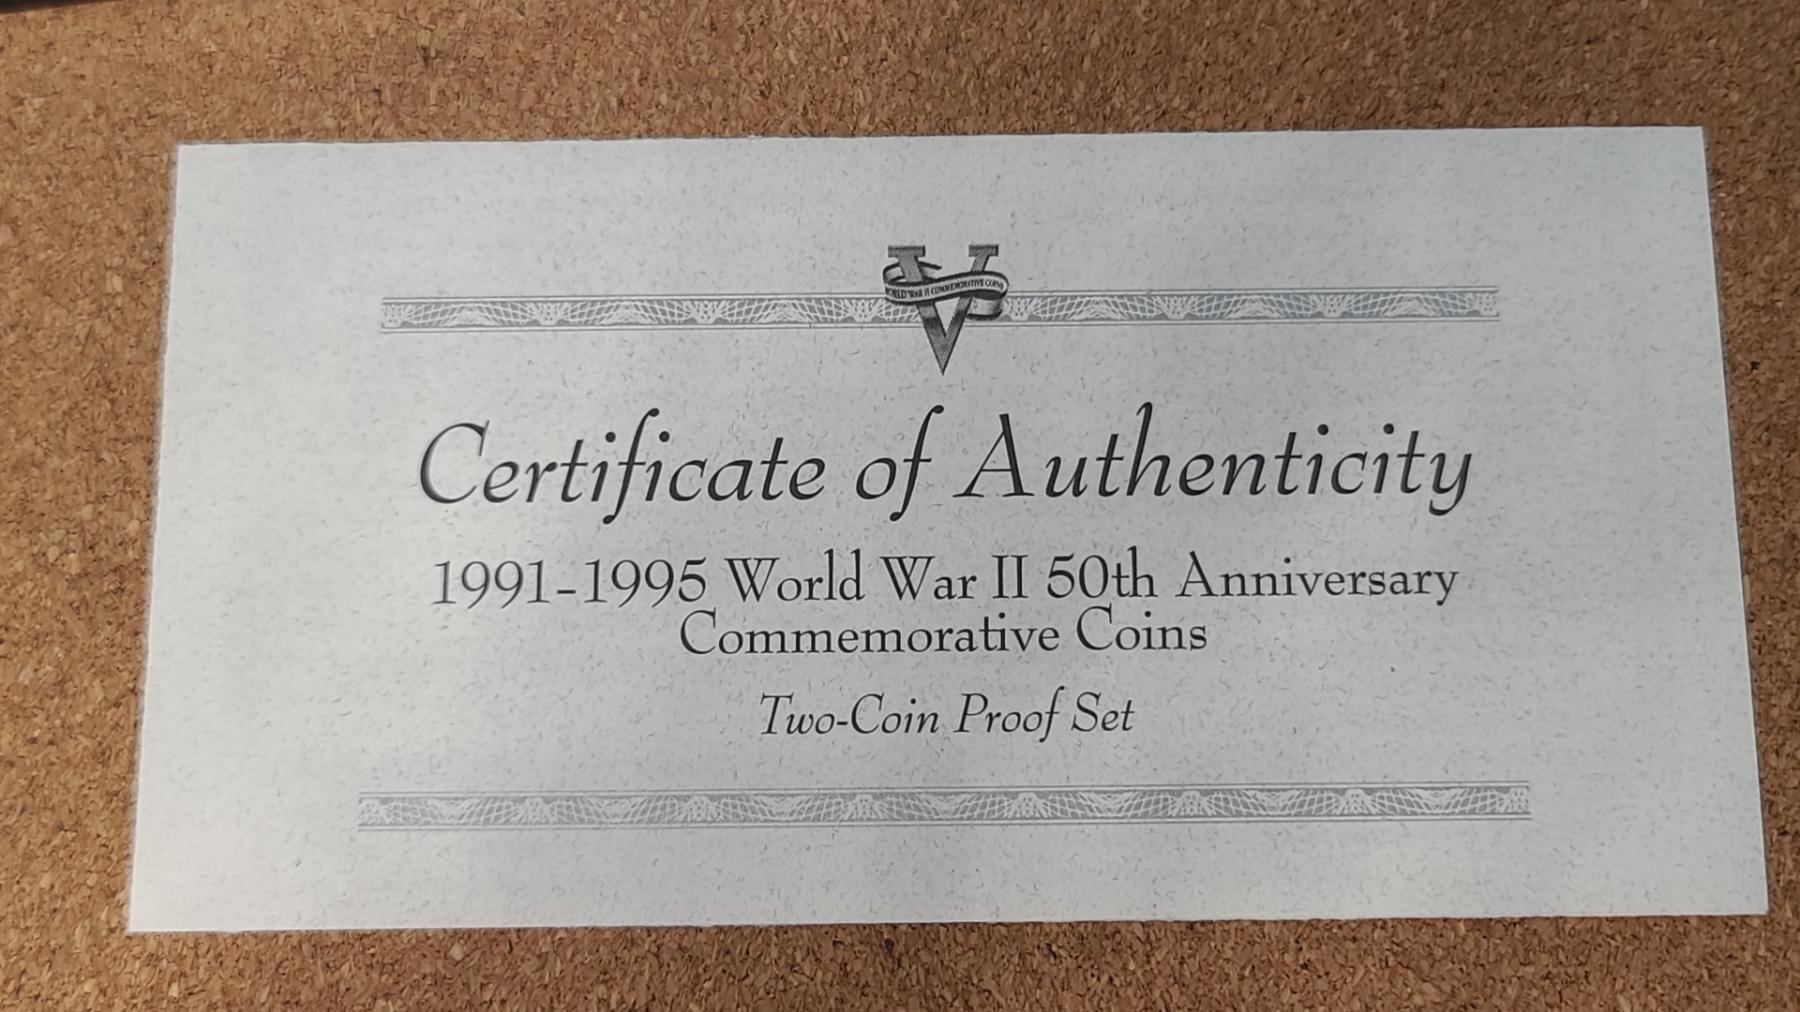 WORLD WAR II COMMEMORATIVE COINS
Certificate of Authenticity
1991-1995 World War II 50th Anniversary
Commemorative Coins
Two-Coin Proof Set